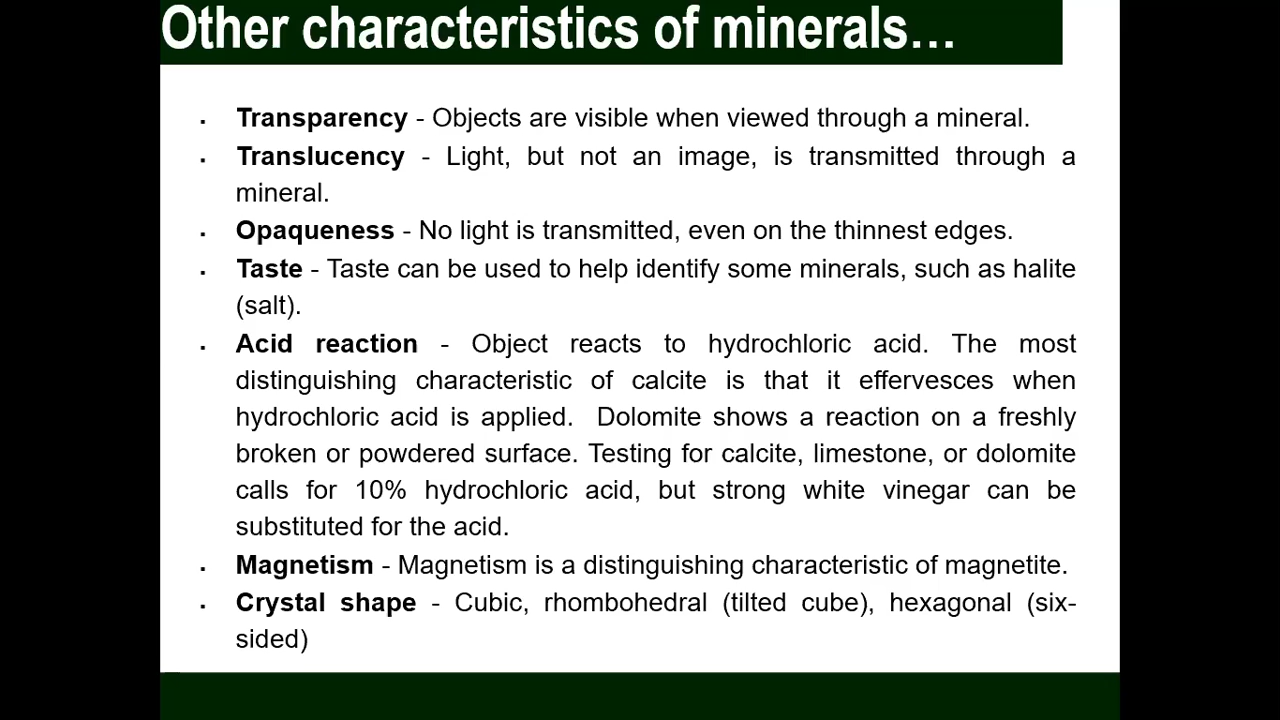 Other characteristics of minerals…
▪ Transparency - Objects are visible when viewed through a mineral.
▪ Translucency - Light, but not an image, is transmitted through a
mineral.
▪ Opaqueness - No light is transmitted, even on the thinnest edges.
▪ Taste - Taste can be used to help identify some minerals, such as halite
(salt).
▪ Acid reaction - Object reacts to hydrochloric acid. The most
distinguishing characteristic of calcite is that it effervesces when
hydrochloric acid is applied.  Dolomite shows a reaction on a freshly
broken or powdered surface. Testing for calcite, limestone, or dolomite
calls for 10% hydrochloric acid, but strong white vinegar can be
substituted for the acid.
▪ Magnetism - Magnetism is a distinguishing characteristic of magnetite.
▪ Crystal shape - Cubic, rhombohedral (tilted cube), hexagonal (six-
sided)